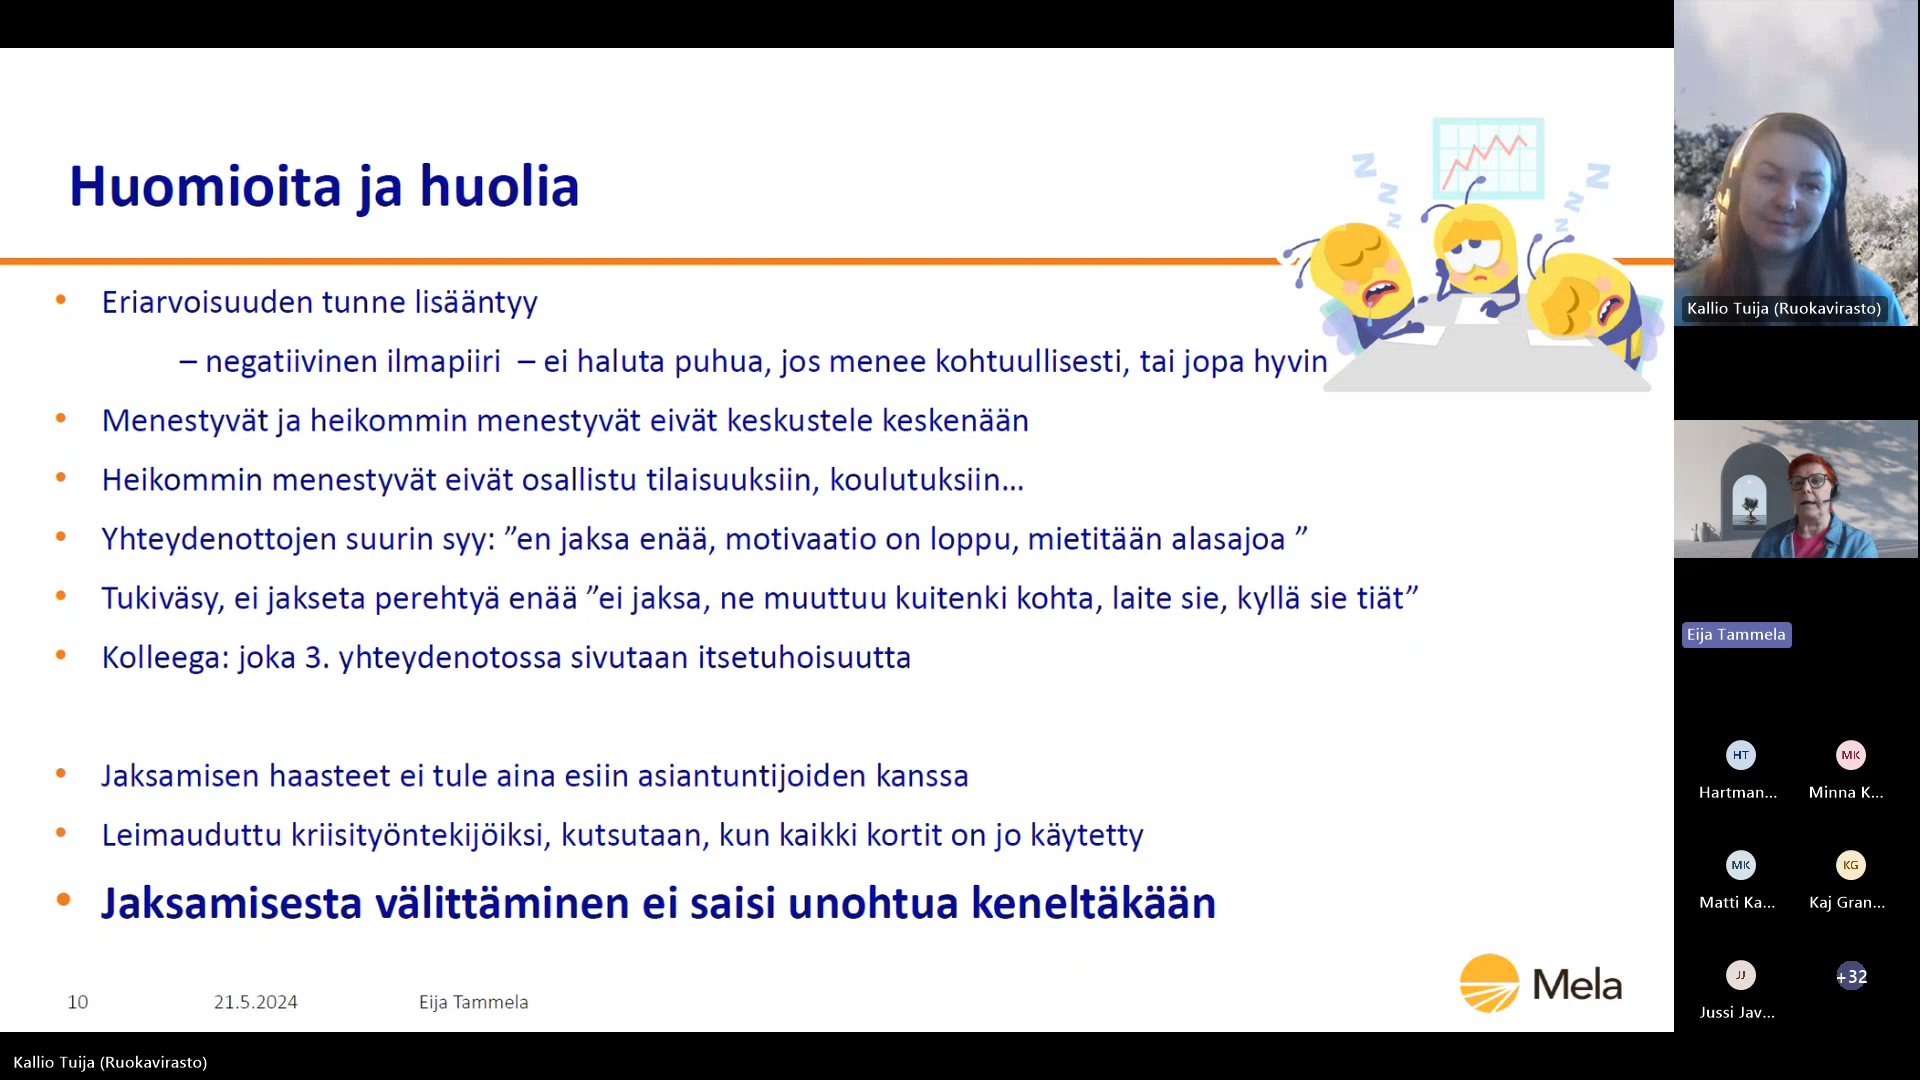 Huomioita ja huolia
Z
Z
Z
Z
Z
Z
• Eriarvoisuuden tunne lisääntyy
– negatiivinen ilmapiiri – ei haluta puhua, jos menee kohtuullisesti, tai jopa hyvin
• Menestyvät ja heikommin menestyvät eivät keskustele keskenään
• Heikommin menestyvät eivät osallistu tilaisuuksiin, koulutuksiin…
• Yhteydenottojen suurin syy: ”en jaksa enää, motivaatio on loppu, mietitään alasajoa ”
• Tukiväsy, ei jakseta perehtyä enää ”ei jaksa, ne muuttuu kuitenki kohta, laite sie, kyllä sie tiät”
• Kolleega: joka 3. yhteydenotossa sivutaan itsetuhoisuutta
• Jaksamisen haasteet ei tule aina esiin asiantuntijoiden kanssa
• Leimauduttu kriisityöntekijöiksi, kutsutaan, kun kaikki kortit on jo käytetty
• Jaksamisesta välittäminen ei saisi unohtua keneltäkään
10 21.5.2024 Eija Tammela
Mela
Kallio Tuija (Ruokavirasto)
Kallio Tuija (Ruokavirasto)
Eija Tammela
HT MK
Hartman... Minna K...
MK KG
Matti Ka... Kaj Gran...
JJ +32
Jussi Jav...